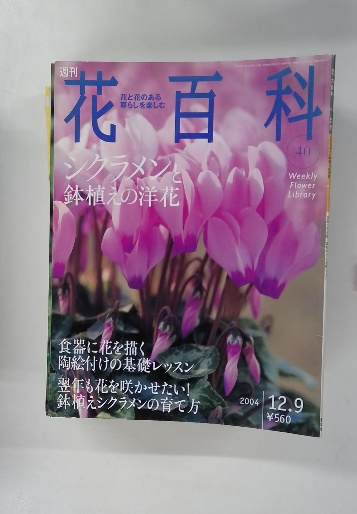 週刊
花百科
花と花のある
暮らしを楽しむ
40
Weekly
Flower
Library
シクラメンと
鉢植えの洋花
食器に花を描く
陶絵付けの基礎レッスン
翌年も花を咲かせたい!
鉢植えシクラメンの育て方
2004
12.9
¥560